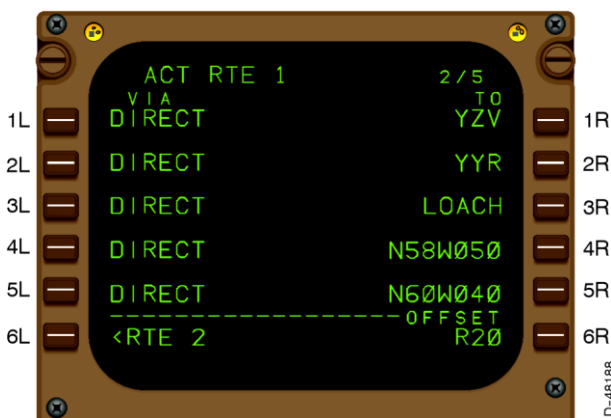 ACT RTE 1 2/5
VIA TO
1L DIRECT YZV 1R
2L DIRECT YYR 2R
3L DIRECT LOACH 3R
4L DIRECT N58W050 4R
5L DIRECT N60W040 5R
------------------OFFSET
6L <RTE 2 R20 6R
D-48188